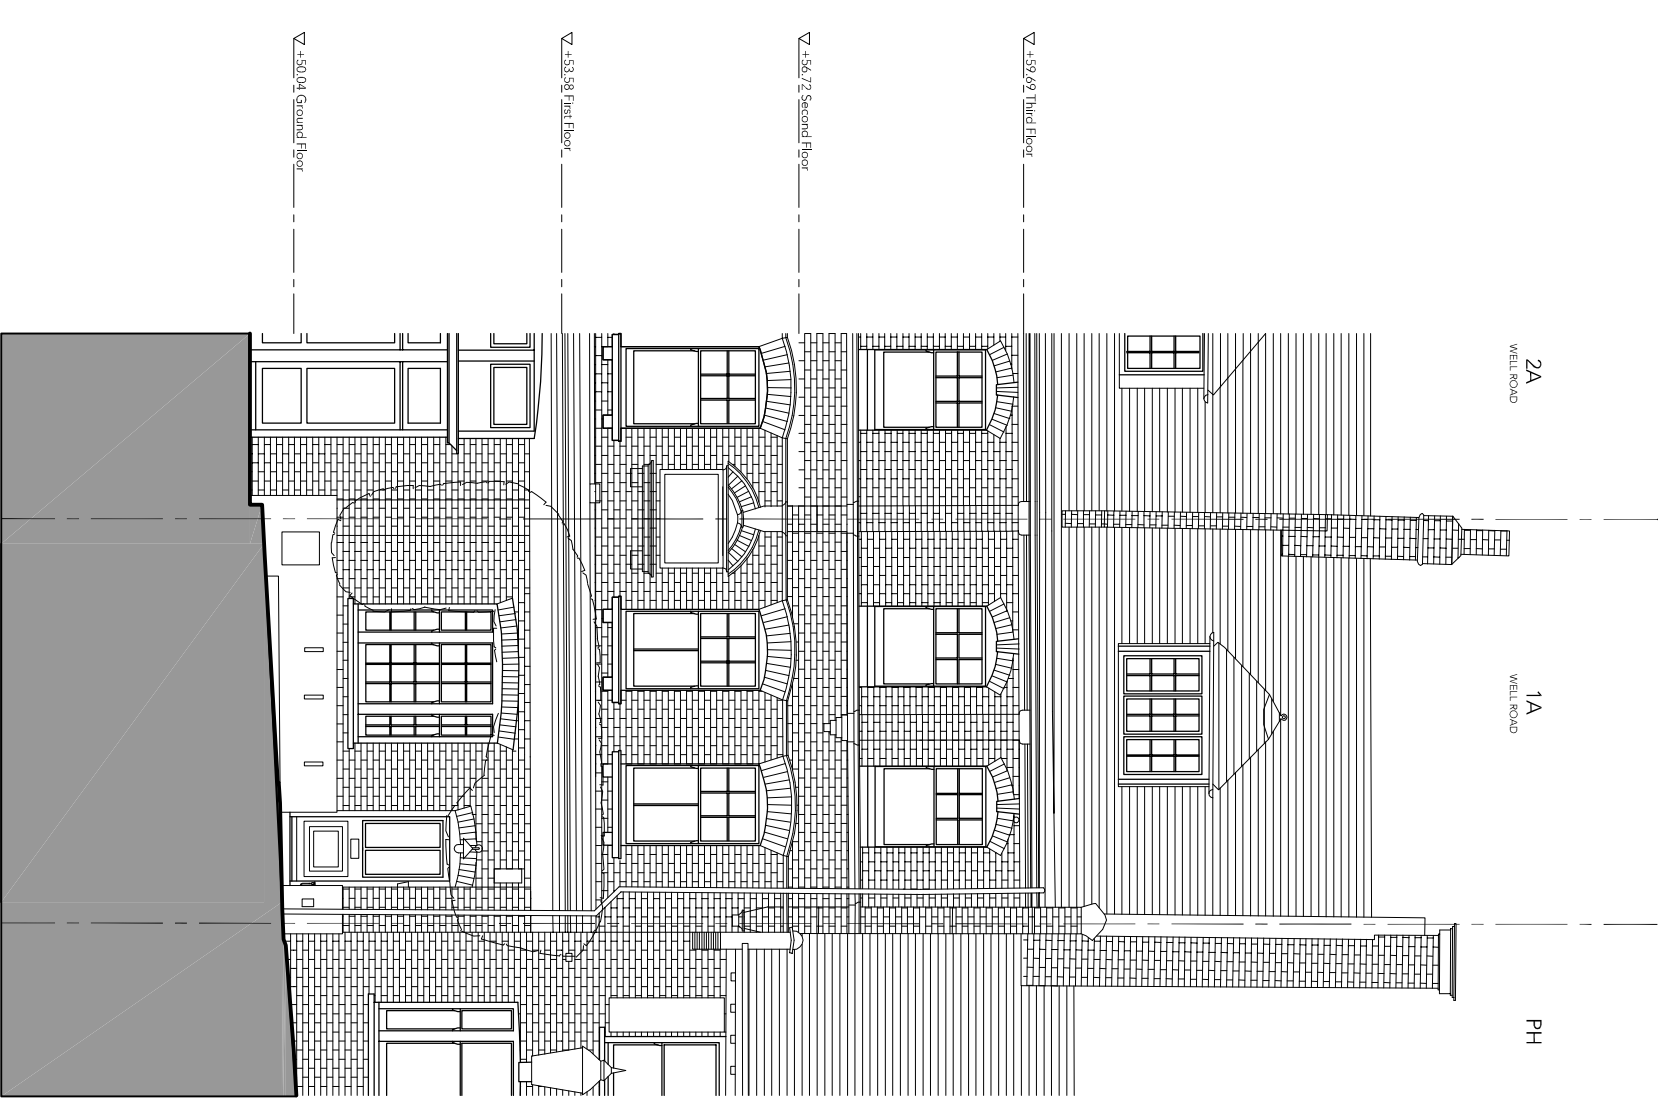 2A
WELL ROAD
1A
WELL ROAD
PH
+59.69 Third Floor
+56.72 Second Floor
+53.58 First Floor
+50.04 Ground Floor